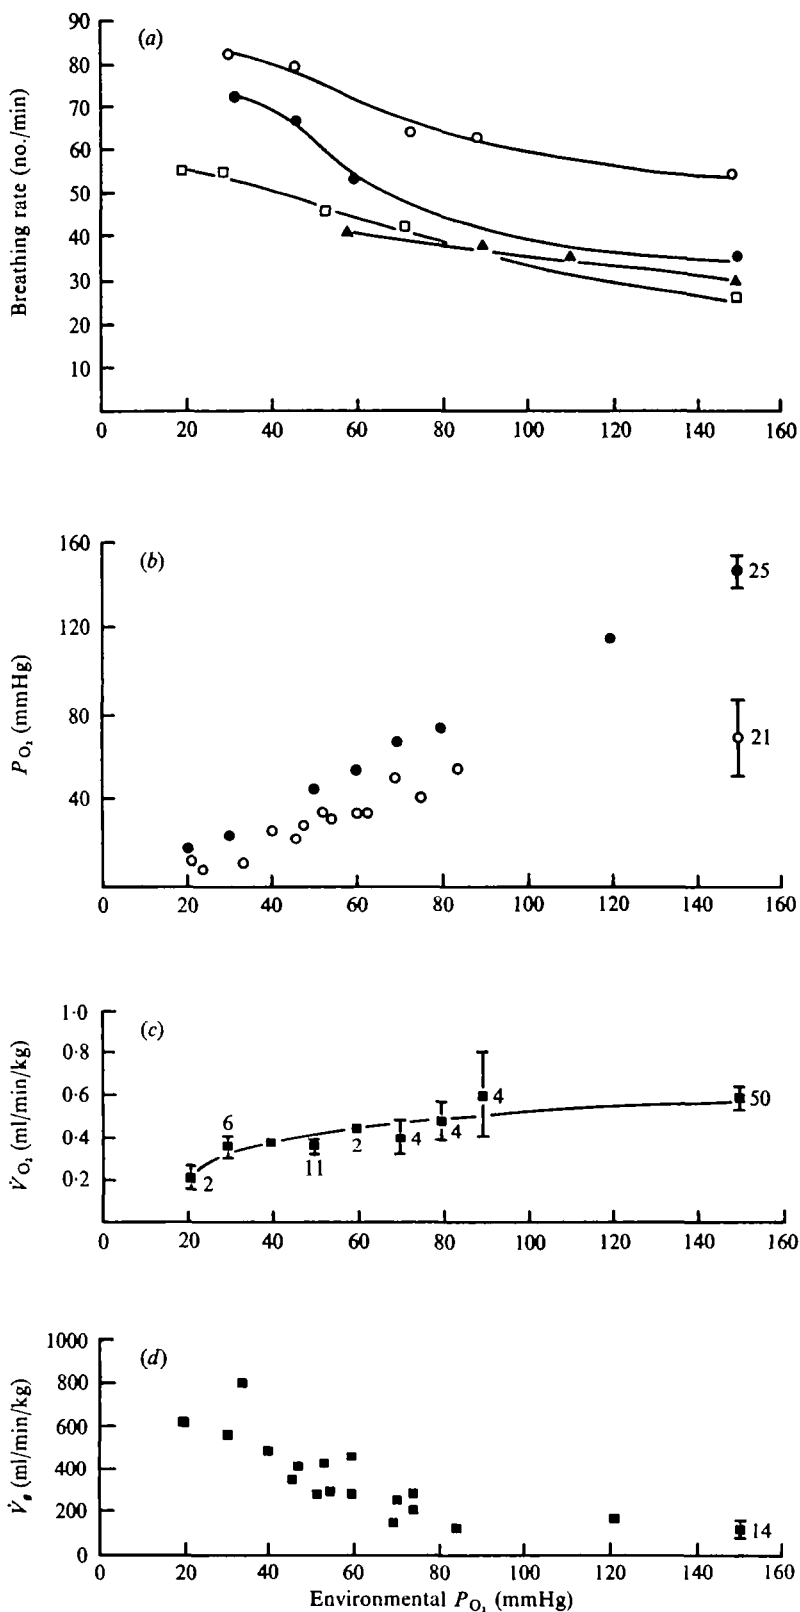 (a)
Breathing rate (no./min)
90
80
70
60
50
40
30
20
10
0 20 40 60 80 100 120 140 160
(b)
P O₂ (mmHg)
160
120
80
40
25
21
0 20 40 60 80 100 120 140 160
(c)
V̇ O₂ (ml/min/kg)
1·0
0·8
0·6
0·4
0·2
2
6
11
2
4
4
4
50
0 20 40 60 80 100 120 140 160
(d)
V̇g (ml/min/kg)
1000
800
600
400
200
0
14
0 20 40 60 80 100 120 140 160
Environmental P O₂ (mmHg)